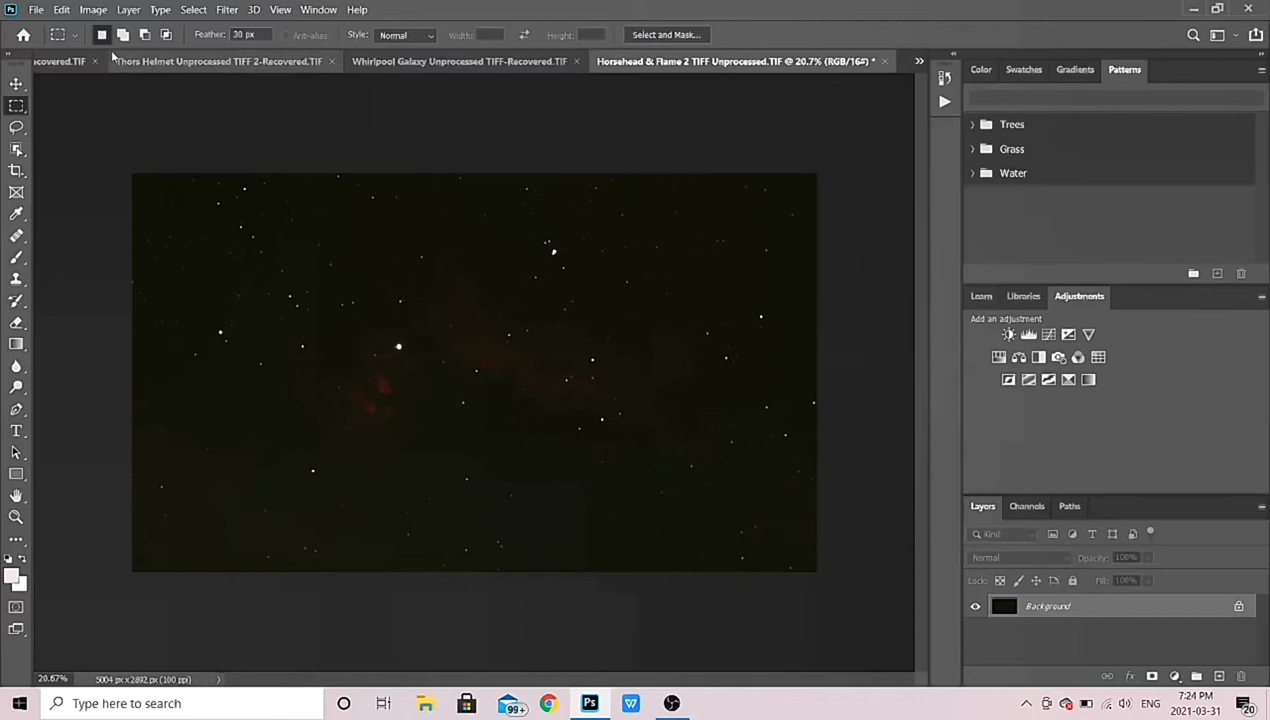 Ps File Edit Image Layer Type Select Filter 3D View Window Help
Feather: 30 px Anti-alias Style: Normal Width: Height: Select and Mask...
ecovered.TIF × Thors Helmet Unprocessed TIFF 2-Recovered.TIF × Whirlpool Galaxy Unprocessed TIFF-Recovered.TIF × Horsehead & Flame 2 TIFF Unprocessed.TIF @ 20.7% (RGB/16#) * ×
Color Swatches Gradients Patterns
Trees
Grass
Water
Learn Libraries Adjustments
Add an adjustment
Layers Channels Paths
Kind
Normal Opacity: 100%
Lock: Fill: 100%
Background
20.67% 5004 px x 2892 px (100 ppi)
Type here to search
99+
Ps
W
ENG
7:24 PM
2021-03-31
20